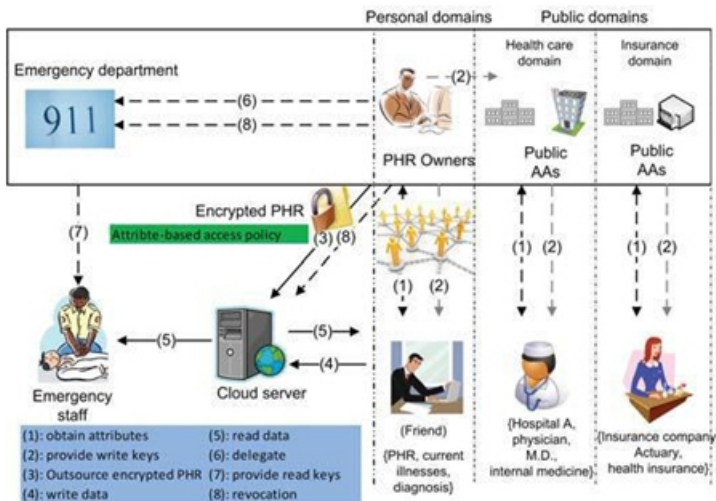 Personal domains
Public domains
Emergency department
911
(6)
(8)
(2)
PHR Owners
Health care
domain
Public
AAs
Insurance
domain
Public
AAs
Encrypted PHR
Attribte-based access policy
(3)
(8)
(7)
(1)
(2)
(1)
(2)
(1)
(2)
(5)
(5)
(4)
Emergency
staff
Cloud server
(Friend)
{PHR, current
illnesses,
diagnosis}
{Hospital A,
physician,
M.D.,
internal medicine}
{Insurance company,
Actuary,
health insurance}
(1): obtain attributes
(2): provide write keys
(3): Outsource encrypted PHR
(4): write data
(5): read data
(6): delegate
(7): provide read keys
(8): revocation